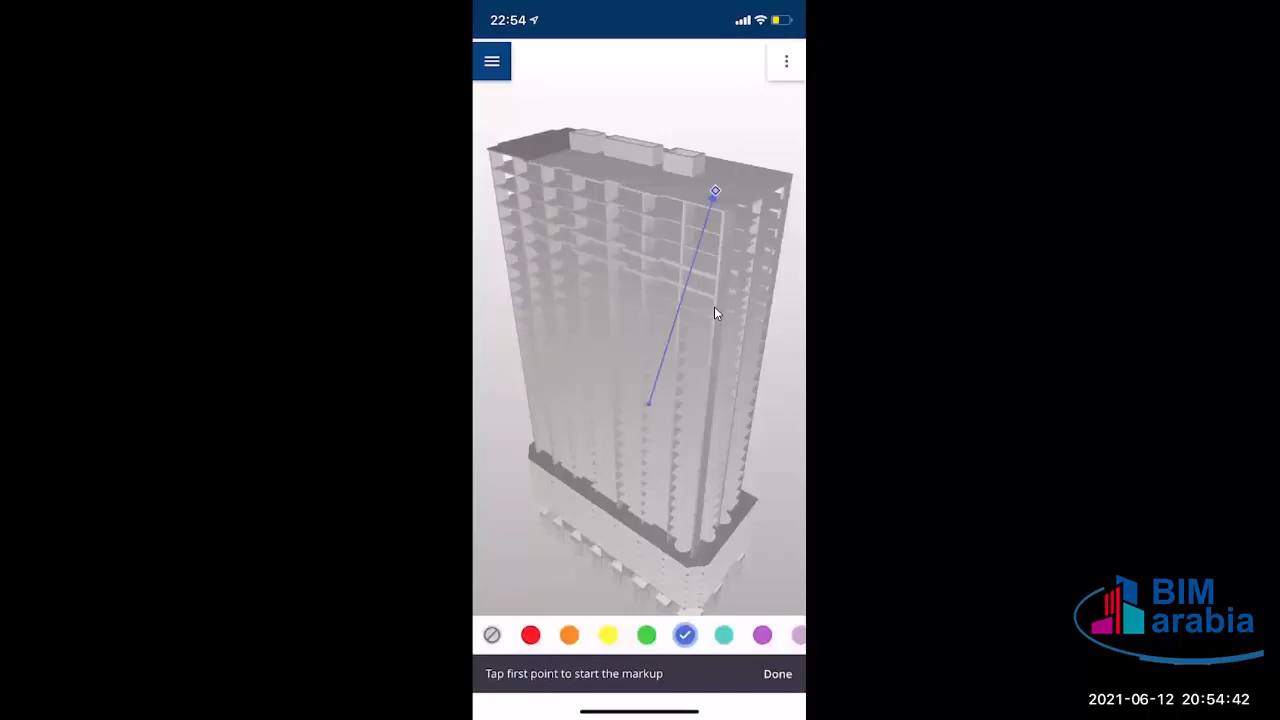 22:54
Tap first point to start the markup
Done
BIM
arabia
2021-06-12 20:54:42